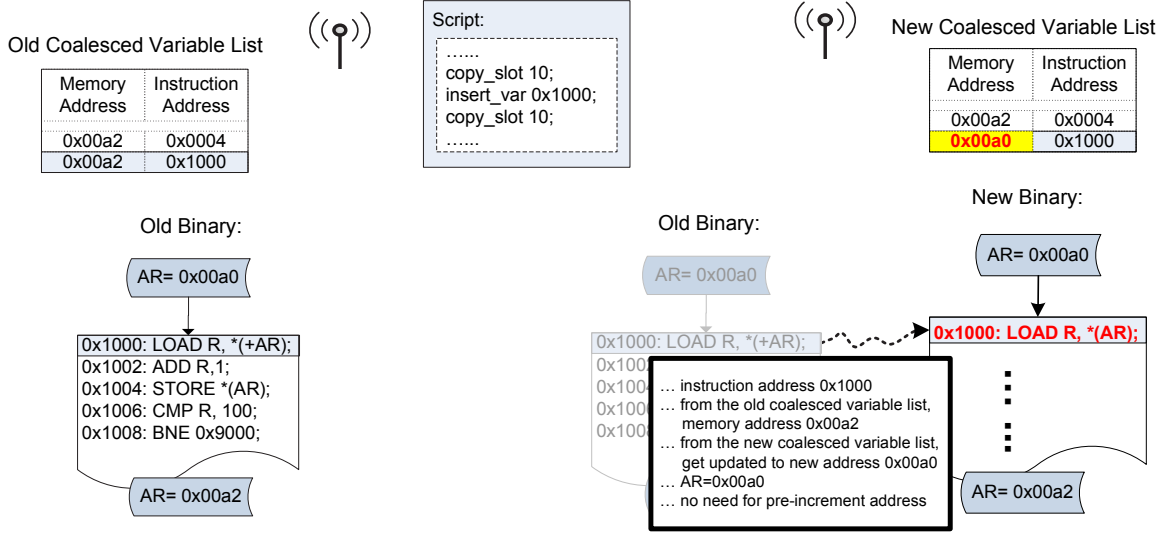 Old Coalesced Variable List
Memory Address Instruction Address
0x00a2 0x0004
0x00a2 0x1000
Script:
…...
copy_slot 10;
insert_var 0x1000;
copy_slot 10;
…...
New Coalesced Variable List
Memory Address Instruction Address
0x00a2 0x0004
0x00a0 0x1000
Old Binary:
AR= 0x00a0
0x1000: LOAD R, *(+AR);
0x1002: ADD R,1;
0x1004: STORE *(AR);
0x1006: CMP R, 100;
0x1008: BNE 0x9000;
AR= 0x00a2
Old Binary:
AR= 0x00a0
0x1000: LOAD R, *(+AR);
… instruction address 0x1000
… from the old coalesced variable list,
memory address 0x00a2
… from the new coalesced variable list,
get updated to new address 0x00a0
… AR=0x00a0
… no need for pre-increment address
New Binary:
AR= 0x00a0
0x1000: LOAD R, *(AR);
AR= 0x00a2